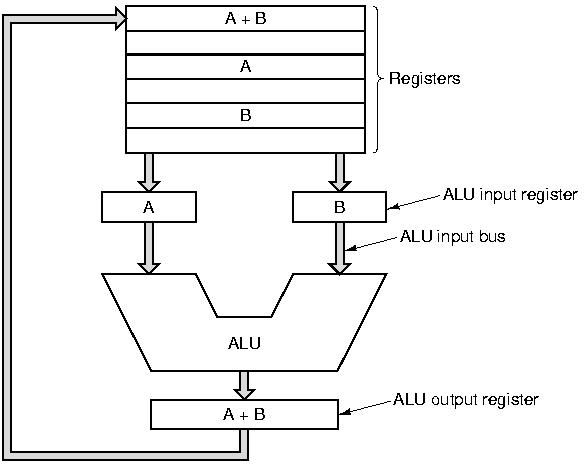 A + B
A
Registers
B
A
B
ALU input register
ALU input bus
ALU
ALU output register
A + B